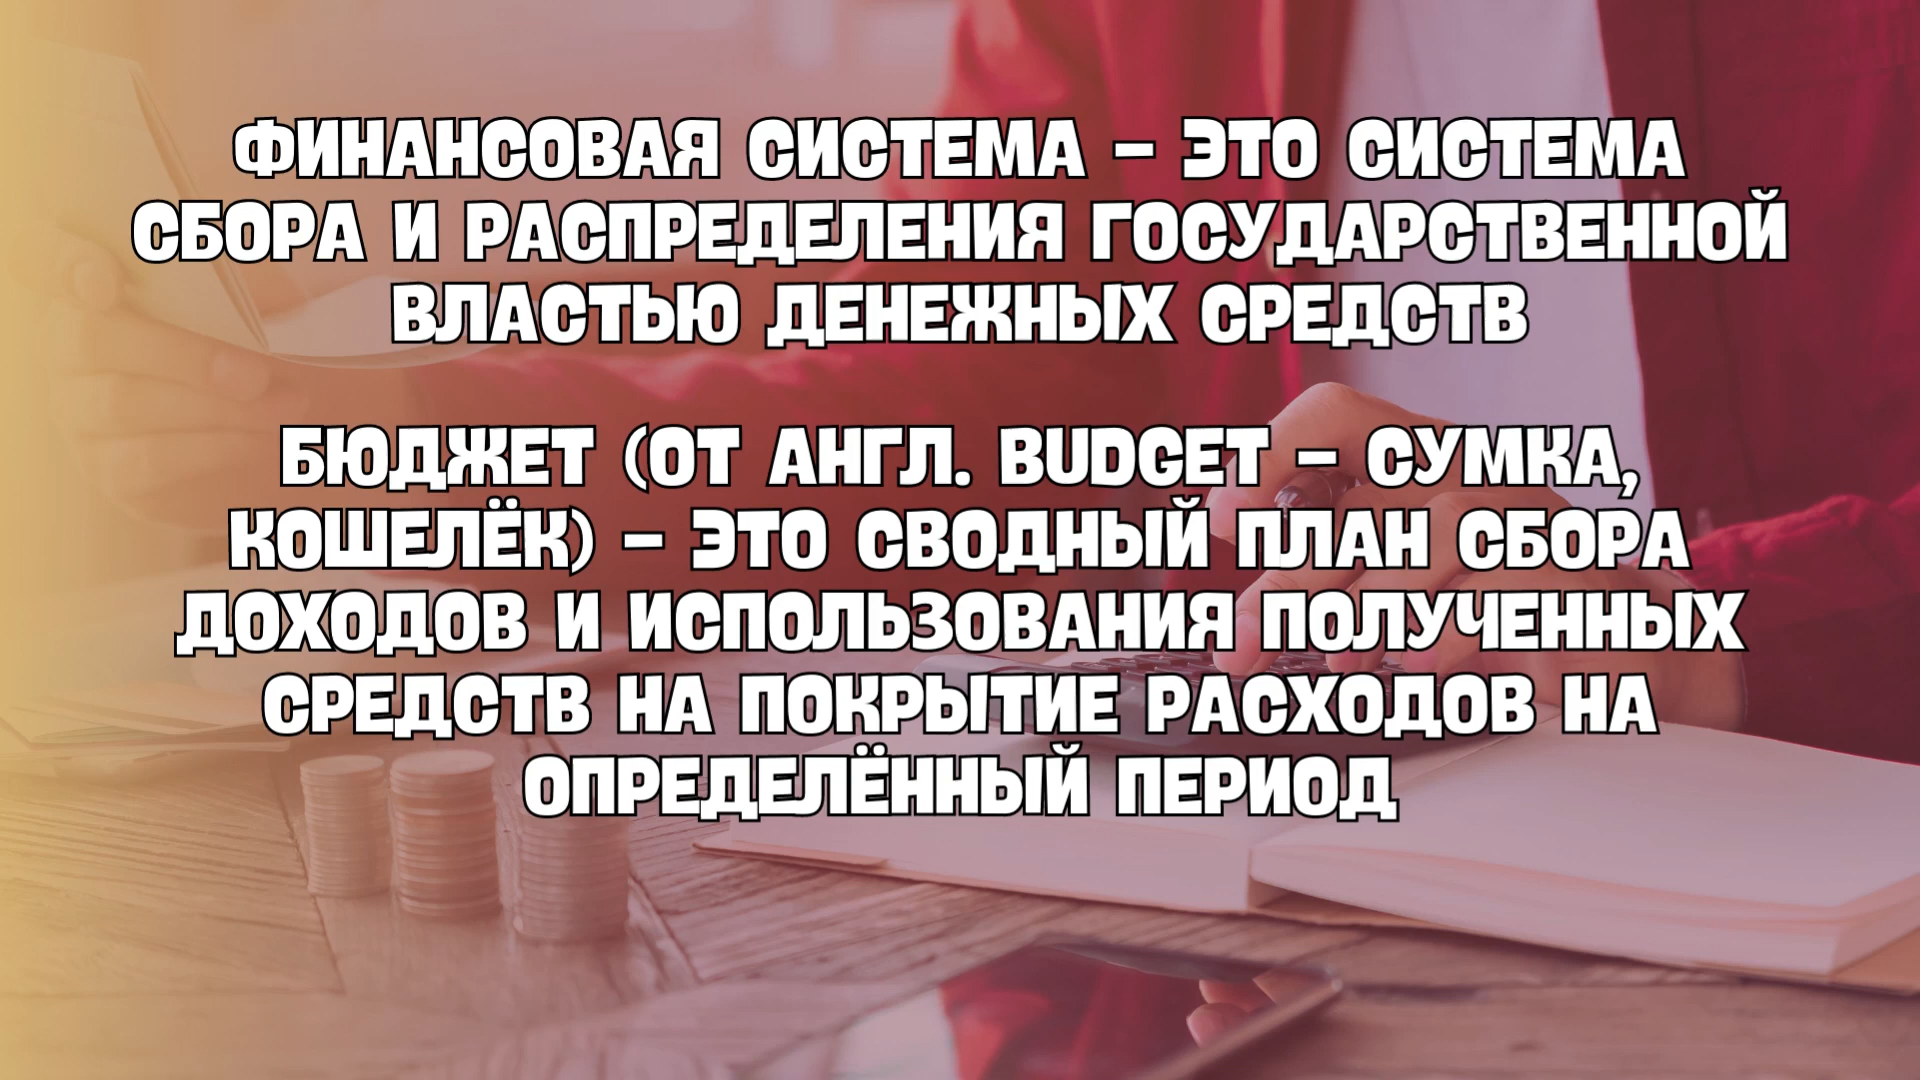 ФИНАНСОВАЯ СИСТЕМА – ЭТО СИСТЕМА
СБОРА И РАСПРЕДЕЛЕНИЯ ГОСУДАРСТВЕННОЙ
ВЛАСТЬЮ ДЕНЕЖНЫХ СРЕДСТВ
БЮДЖЕТ (ОТ АНГЛ. BUDGET – СУМКА,
КОШЕЛЁК) – ЭТО СВОДНЫЙ ПЛАН СБОРА
ДОХОДОВ И ИСПОЛЬЗОВАНИЯ ПОЛУЧЕННЫХ
СРЕДСТВ НА ПОКРЫТИЕ РАСХОДОВ НА
ОПРЕДЕЛЁННЫЙ ПЕРИОД